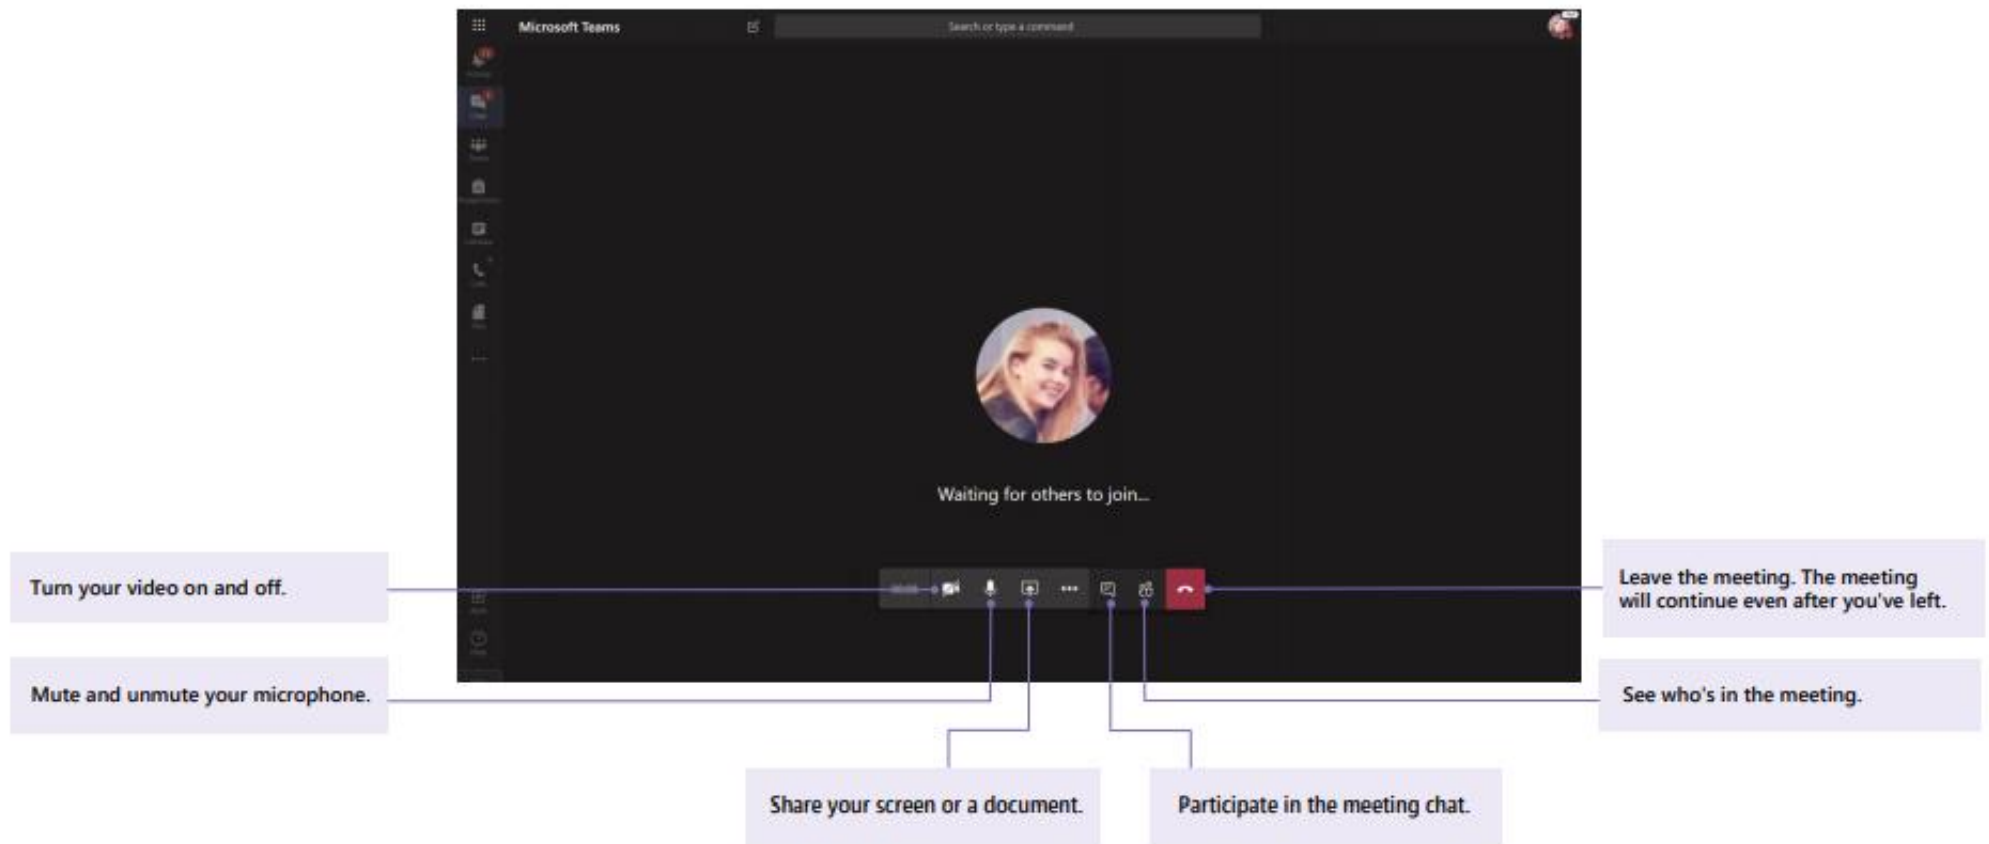 Microsoft Teams
Search or type a command
Waiting for others to join...
Turn your video on and off.
Leave the meeting. The meeting
will continue even after you've left.
Mute and unmute your microphone.
See who's in the meeting.
Share your screen or a document.
Participate in the meeting chat.